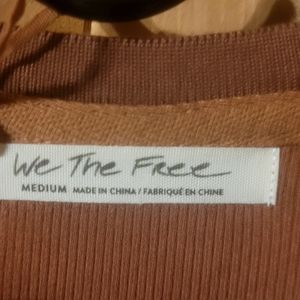 We The Free
MEDIUM MADE IN CHINA / FABRIQUÉ EN CHINE